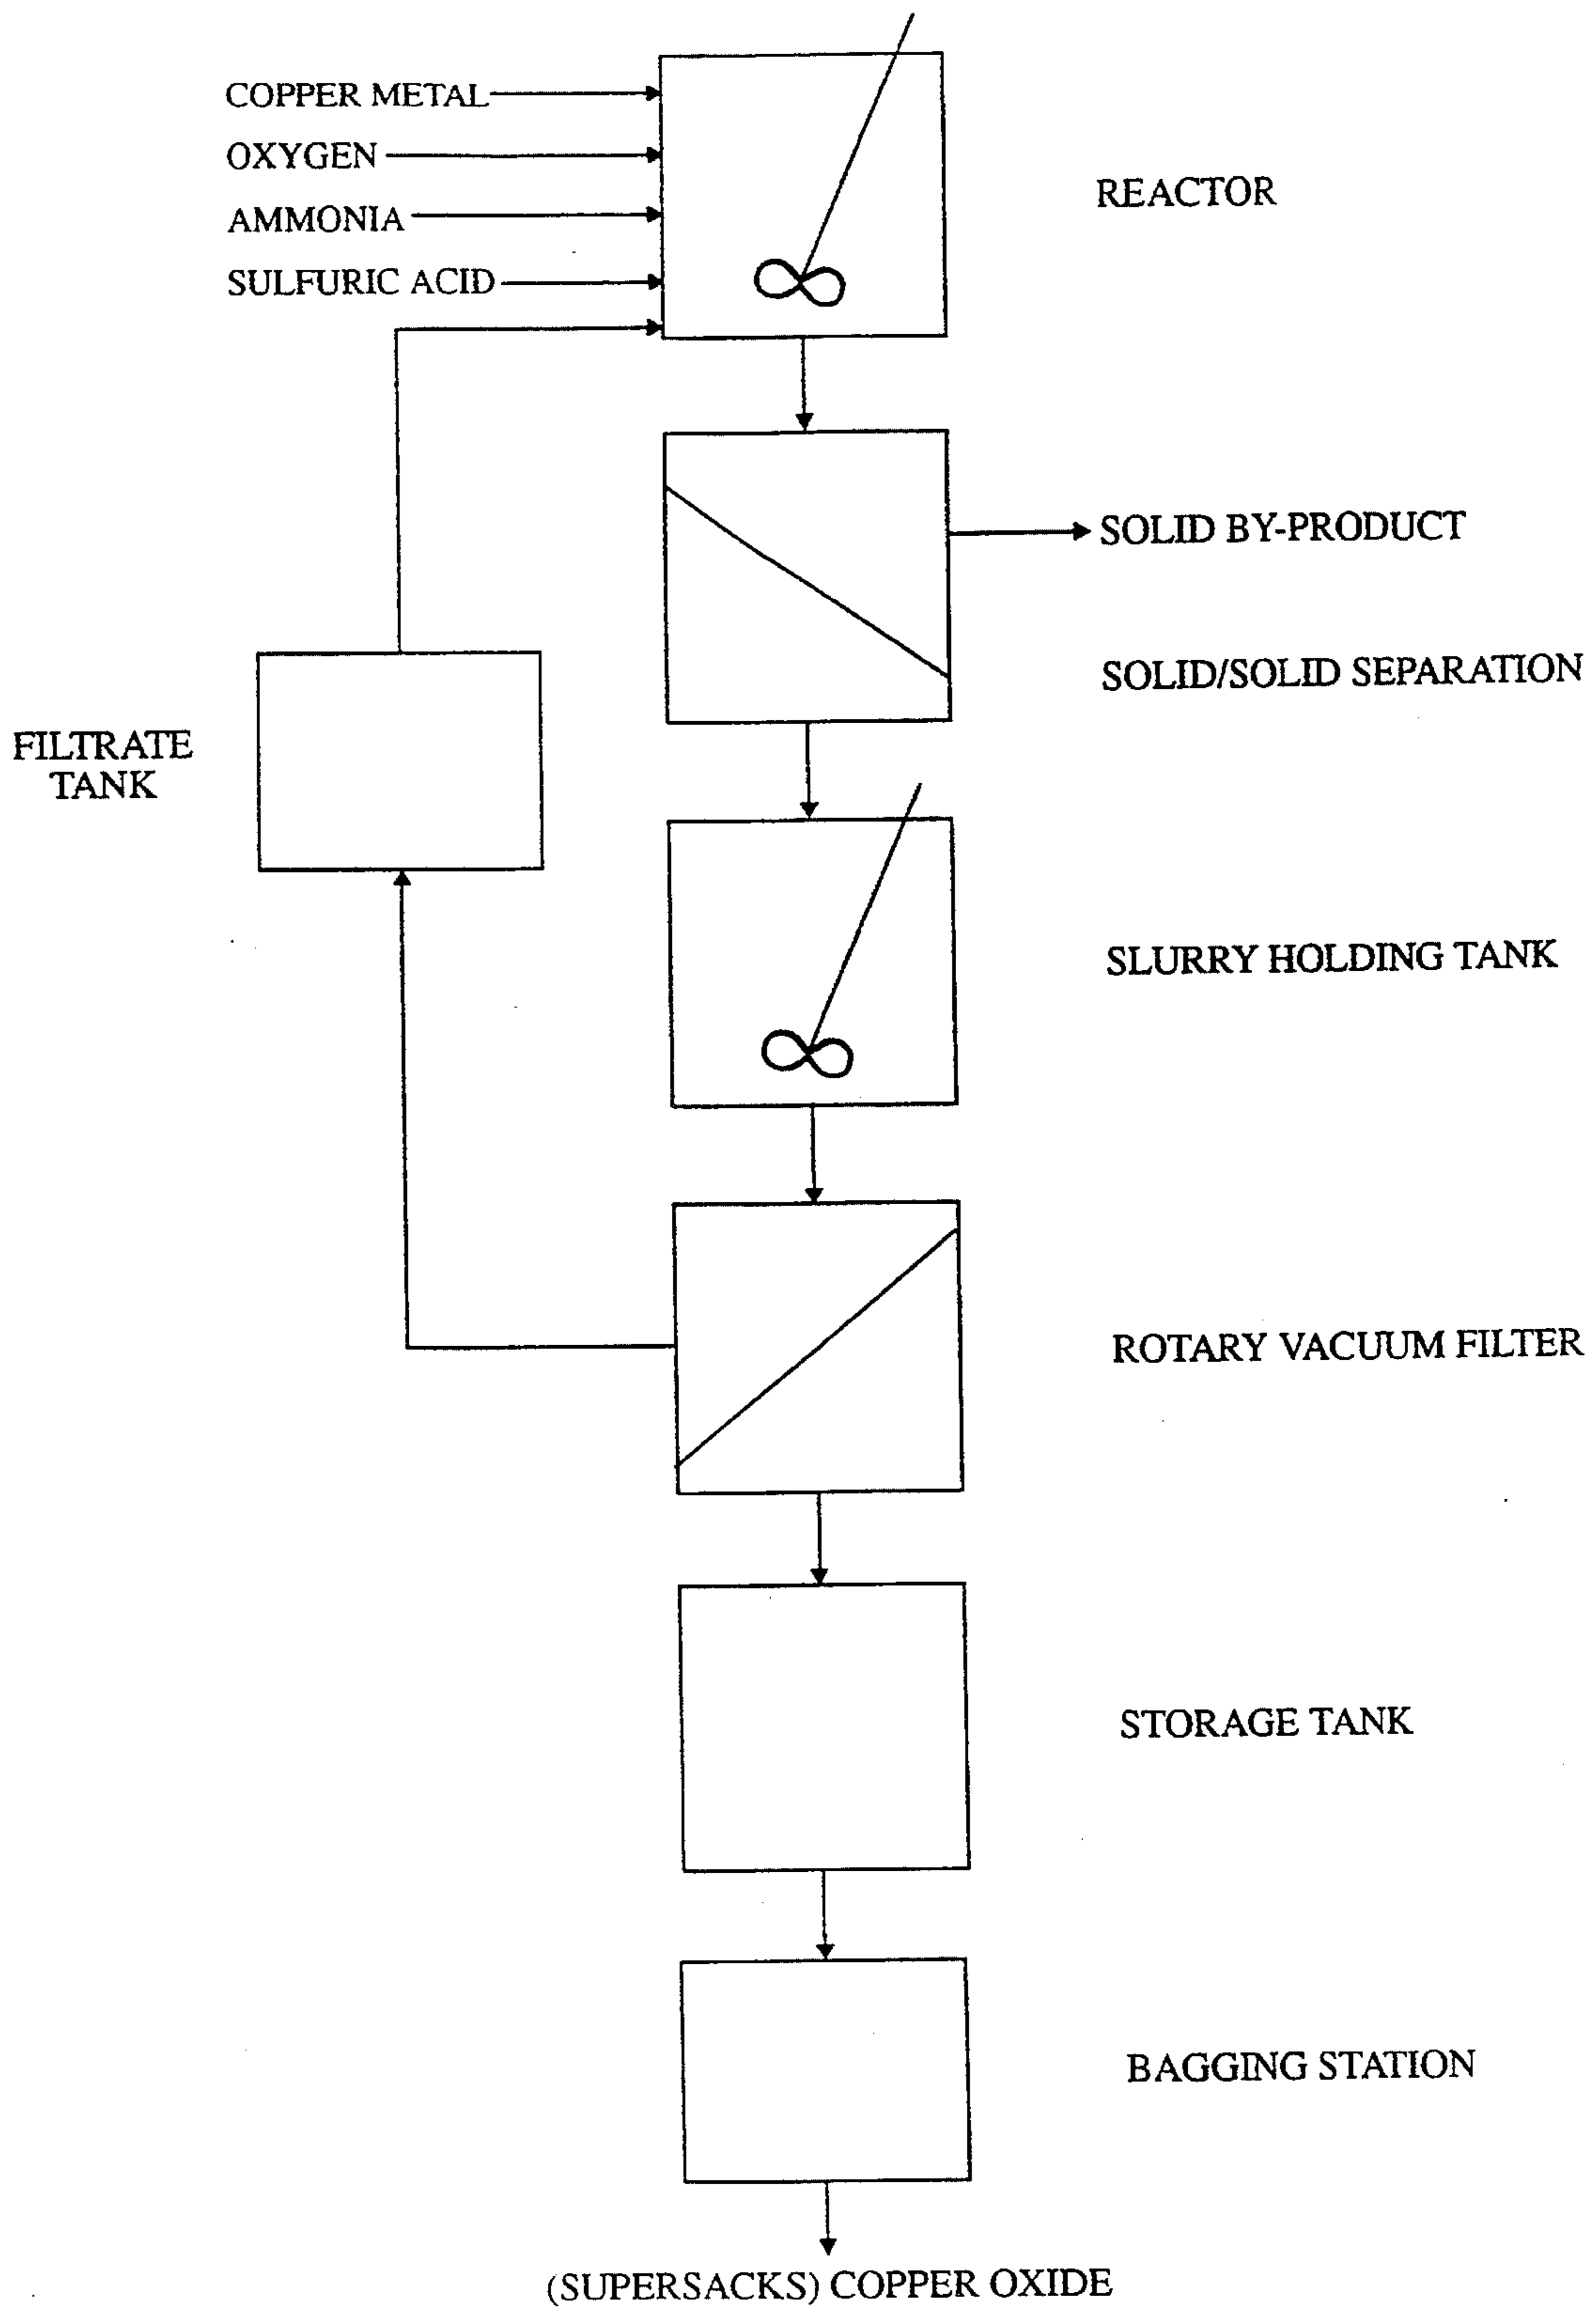 COPPER METAL
OXYGEN
AMMONIA
SULFURIC ACID
REACTOR
SOLID BY-PRODUCT
SOLID/SOLID SEPARATION
FILTRATE
TANK
SLURRY HOLDING TANK
ROTARY VACUUM FILTER
STORAGE TANK
BAGGING STATION
(SUPERSACKS) COPPER OXIDE